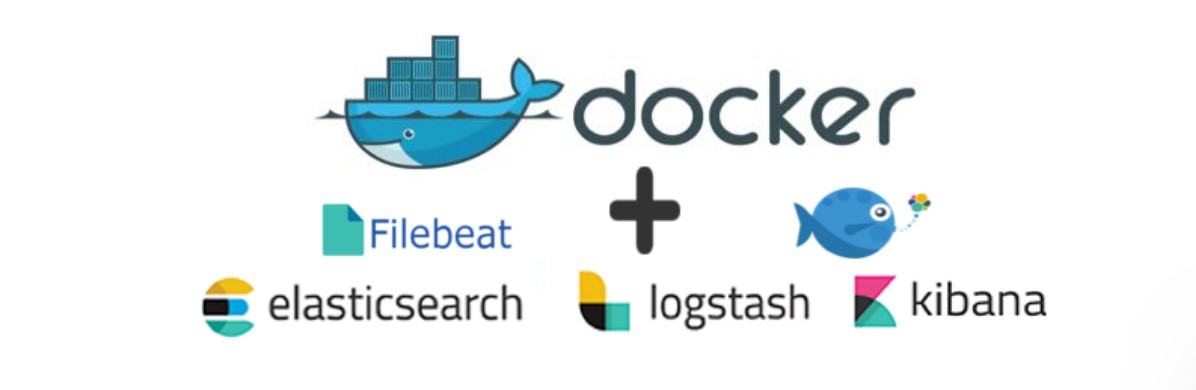 docker
Filebeat
elasticsearch logstash kibana